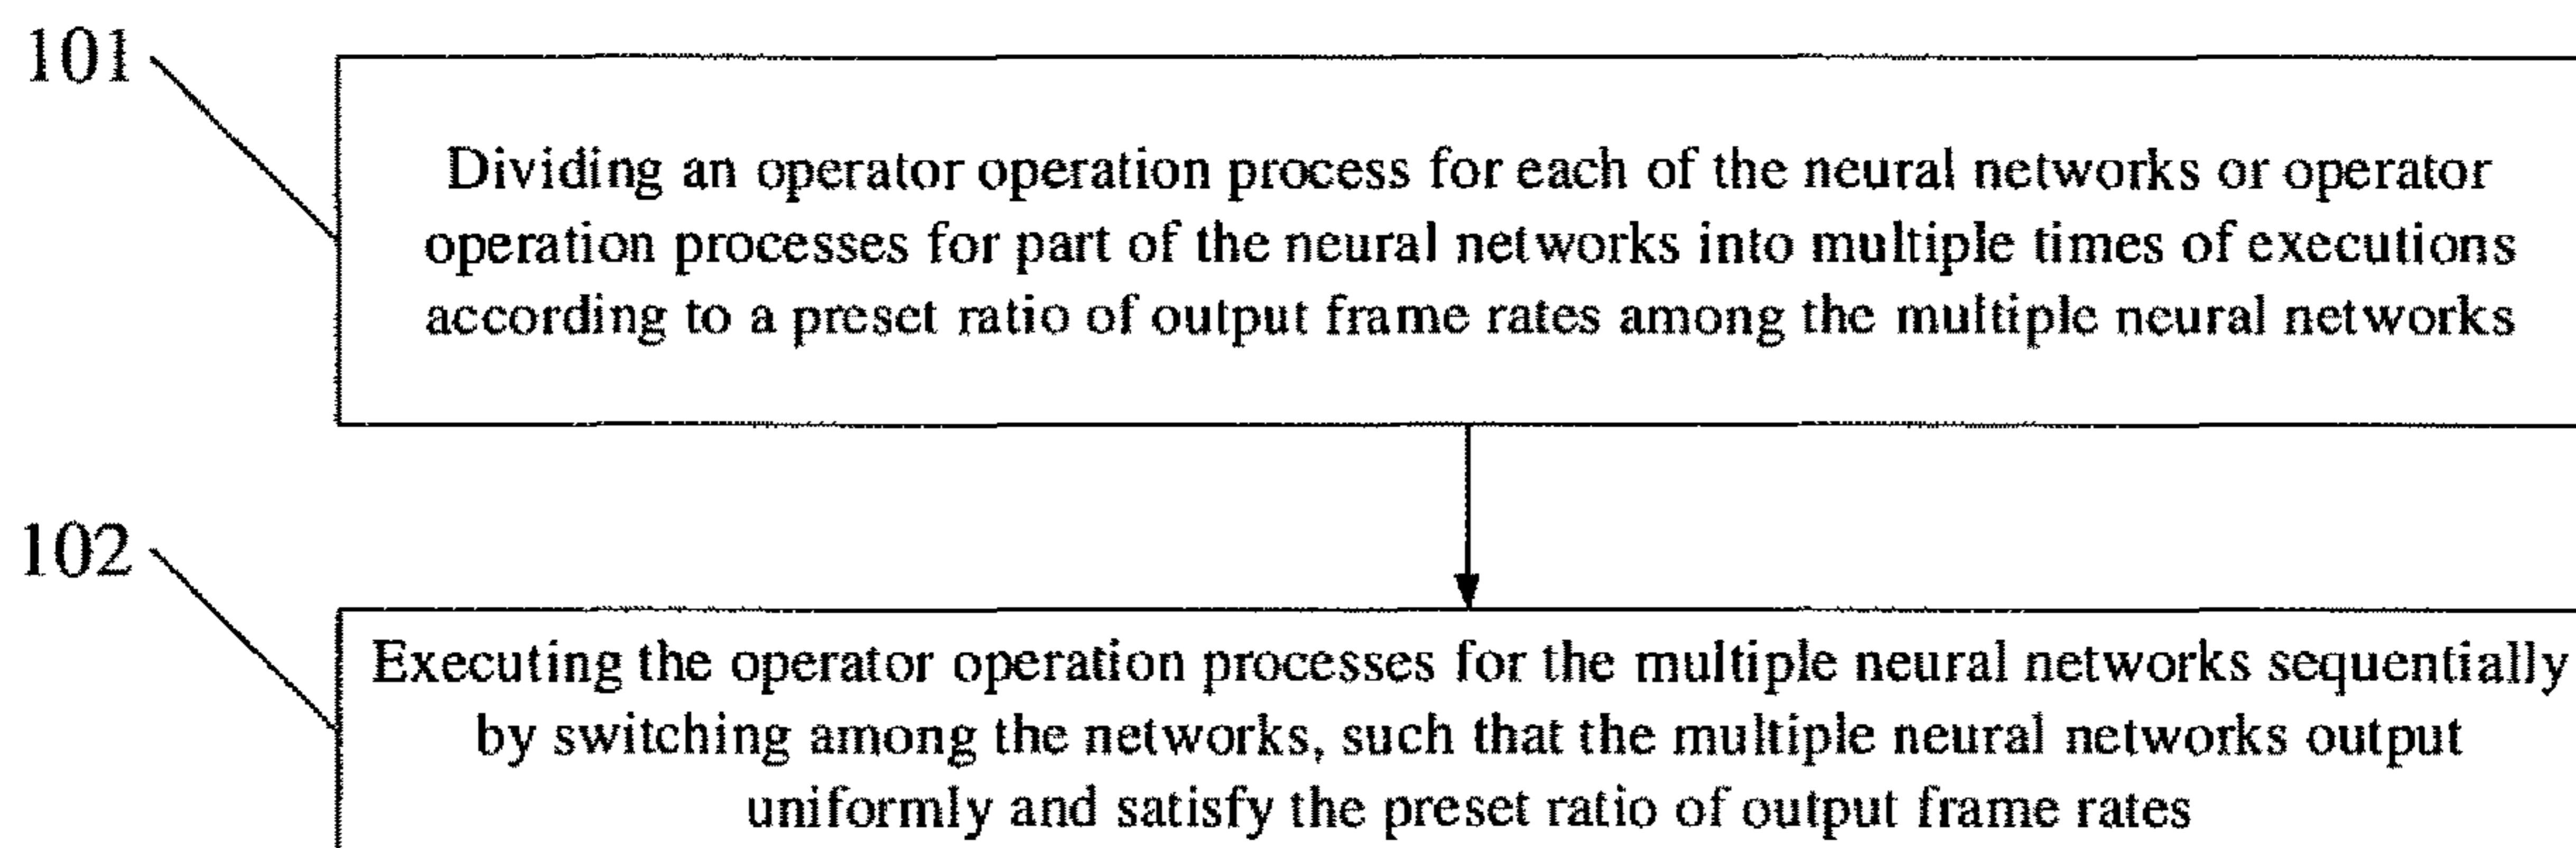 101
Dividing an operator operation process for each of the neural networks or operator
operation processes for part of the neural networks into multiple times of executions
according to a preset ratio of output frame rates among the multiple neural networks
102
Executing the operator operation processes for the multiple neural networks sequentially
by switching among the networks, such that the multiple neural networks output
uniformly and satisfy the preset ratio of output frame rates